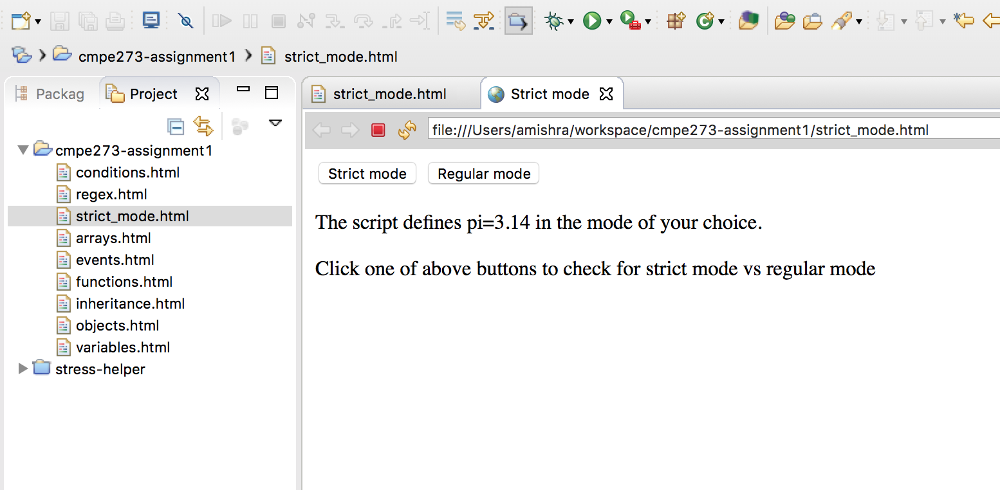 cmpe273-assignment1 strict_mode.html
Packag Project
cmpe273-assignment1
conditions.html
regex.html
strict_mode.html
arrays.html
events.html
functions.html
inheritance.html
objects.html
variables.html
stress-helper
strict_mode.html Strict mode
file:///Users/amishra/workspace/cmpe273-assignment1/strict_mode.html
Strict mode Regular mode
The script defines pi=3.14 in the mode of your choice.
Click one of above buttons to check for strict mode vs regular mode